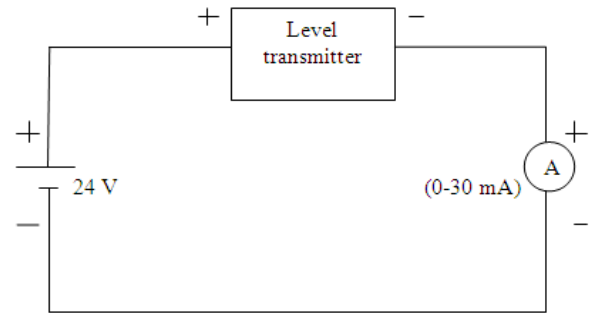 + Level −
transmitter
+ +
A
24 V (0-30 mA)
− −